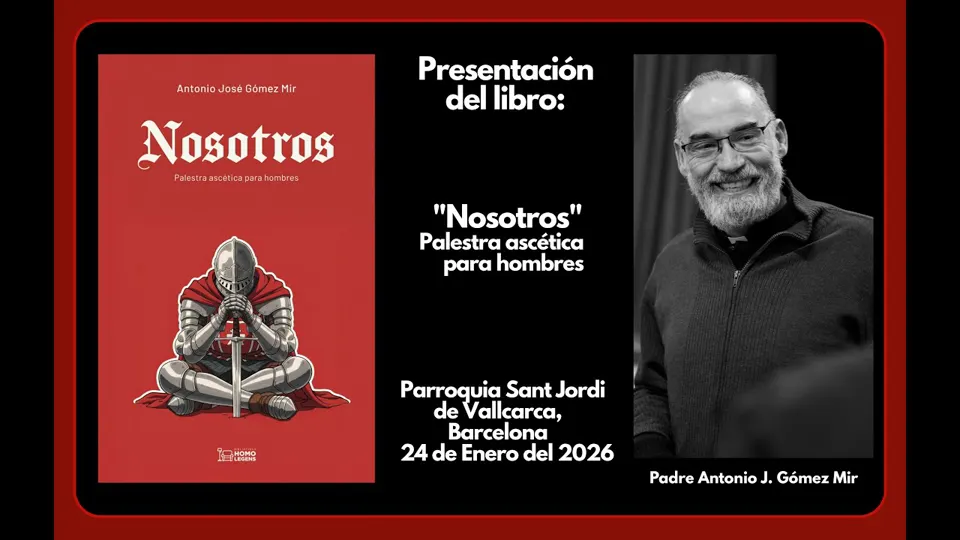 Antonio José Gómez Mir
Nosotros
Palestra ascética para hombres
HOMO
LEGENS
Presentación
del libro:
"Nosotros"
Palestra ascética
para hombres
Parroquia Sant Jordi
de Vallcarca,
Barcelona
24 de Enero del 2026
Padre Antonio J. Gómez Mir